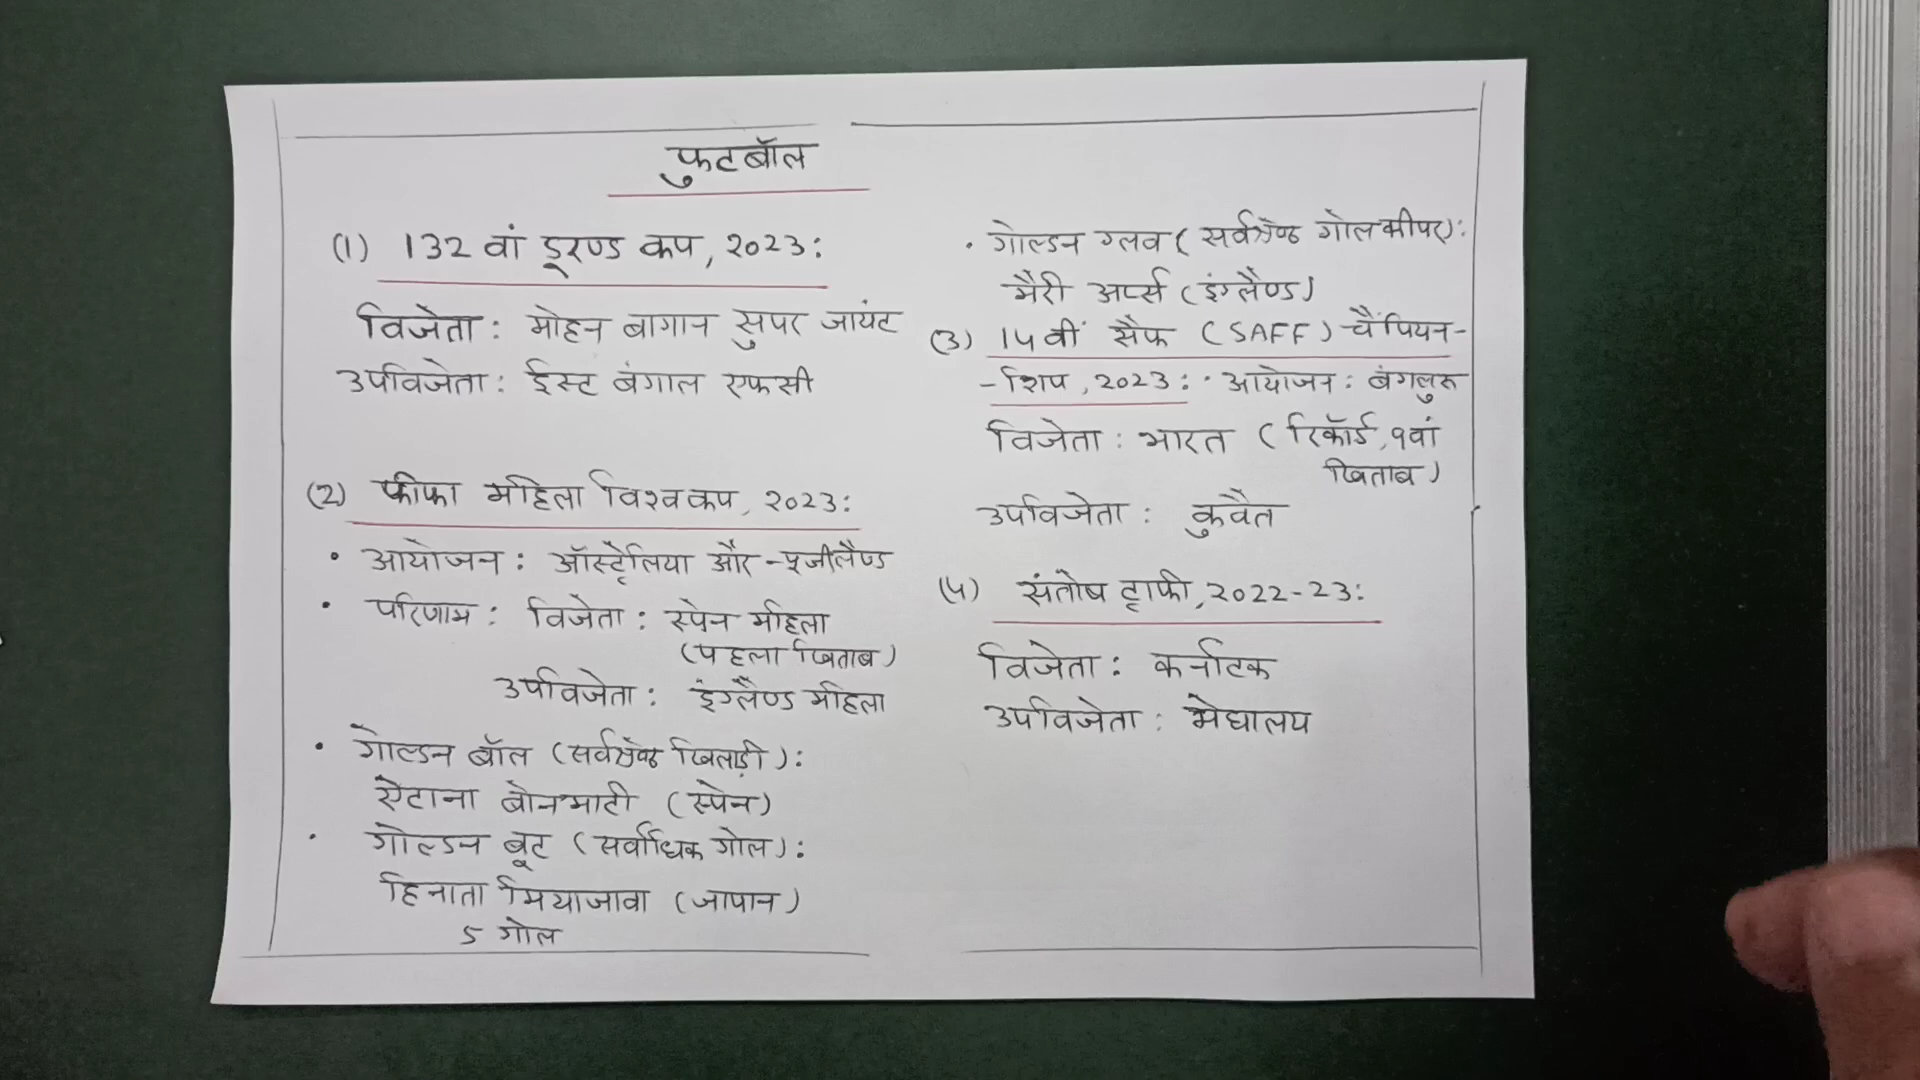 फुटबॉल
(1) 132 वां डूरण्ड कप, 2023:
विजेता: मोहन बागान सुपर जायंट
उपविजेता: ईस्ट बंगाल एफसी
(2) फीफा महिला विश्वकप, 2023:
• आयोजन: ऑस्ट्रेलिया और न्यूजीलैण्ड
• परिणाम: विजेता: स्पेन महिला
(पहला खिताब)
उपविजेता: इंग्लैण्ड महिला
• गोल्डन बॉल (सर्वश्रेष्ठ खिलाड़ी):
ऐटाना बोनमाटी (स्पेन)
• गोल्डन बूट (सर्वाधिक गोल):
हिनाता मियाजावा (जापान)
5 गोल
• गोल्डन ग्लव (सर्वश्रेष्ठ गोलकीपर):
मैरी अर्प्स (इंग्लैण्ड)
(3) 14वीं सैफ (SAFF) चैंपियन-
-शिप, 2023: • आयोजन: बंगलुरू
विजेता: भारत (रिकॉर्ड, 9वां
खिताब)
उपविजेता: कुवैत
(4) संतोष ट्राफी, 2022-23:
विजेता: कर्नाटक
उपविजेता: मेघालय